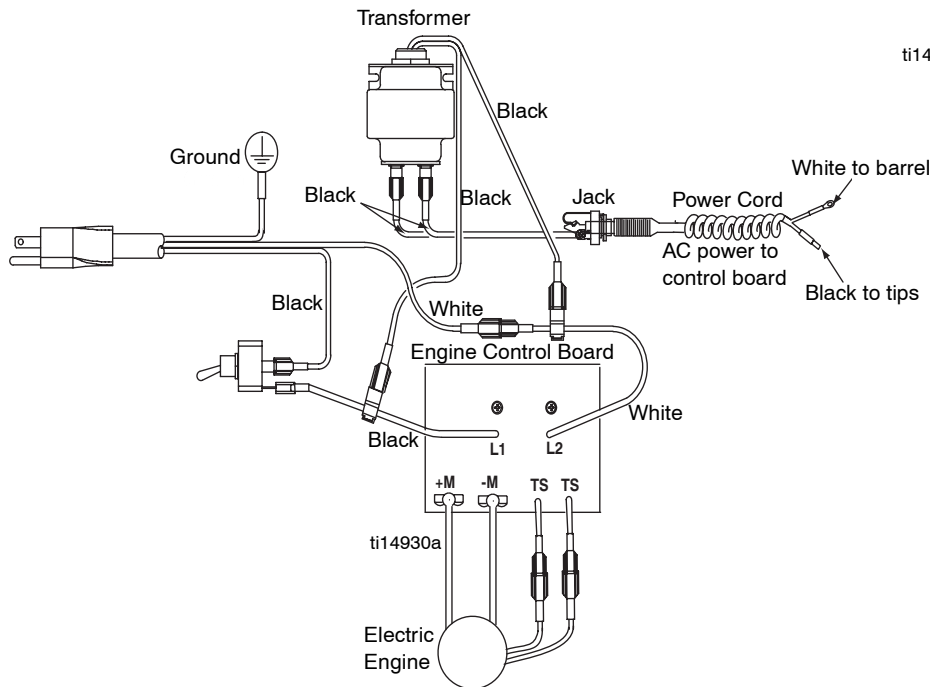 Transformer
ti14
Black
Ground
White to barrel
Black
Black
Jack
Power Cord
AC power to
control board
Black to tips
Black
White
Engine Control Board
White
Black
L1
L2
+M
-M
TS
TS
ti14930a
Electric
Engine